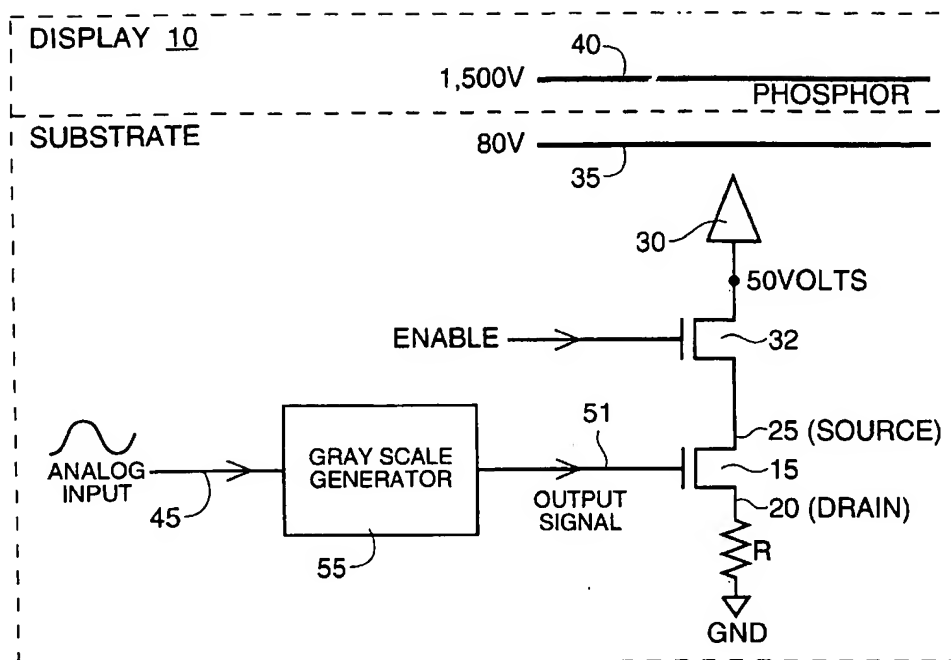 DISPLAY 10
40
1,500V
PHOSPHOR
SUBSTRATE
80V
35
30
50VOLTS
ENABLE
32
51
25 (SOURCE)
ANALOG
INPUT
GRAY SCALE
GENERATOR
15
OUTPUT
SIGNAL
20 (DRAIN)
45
55
R
GND